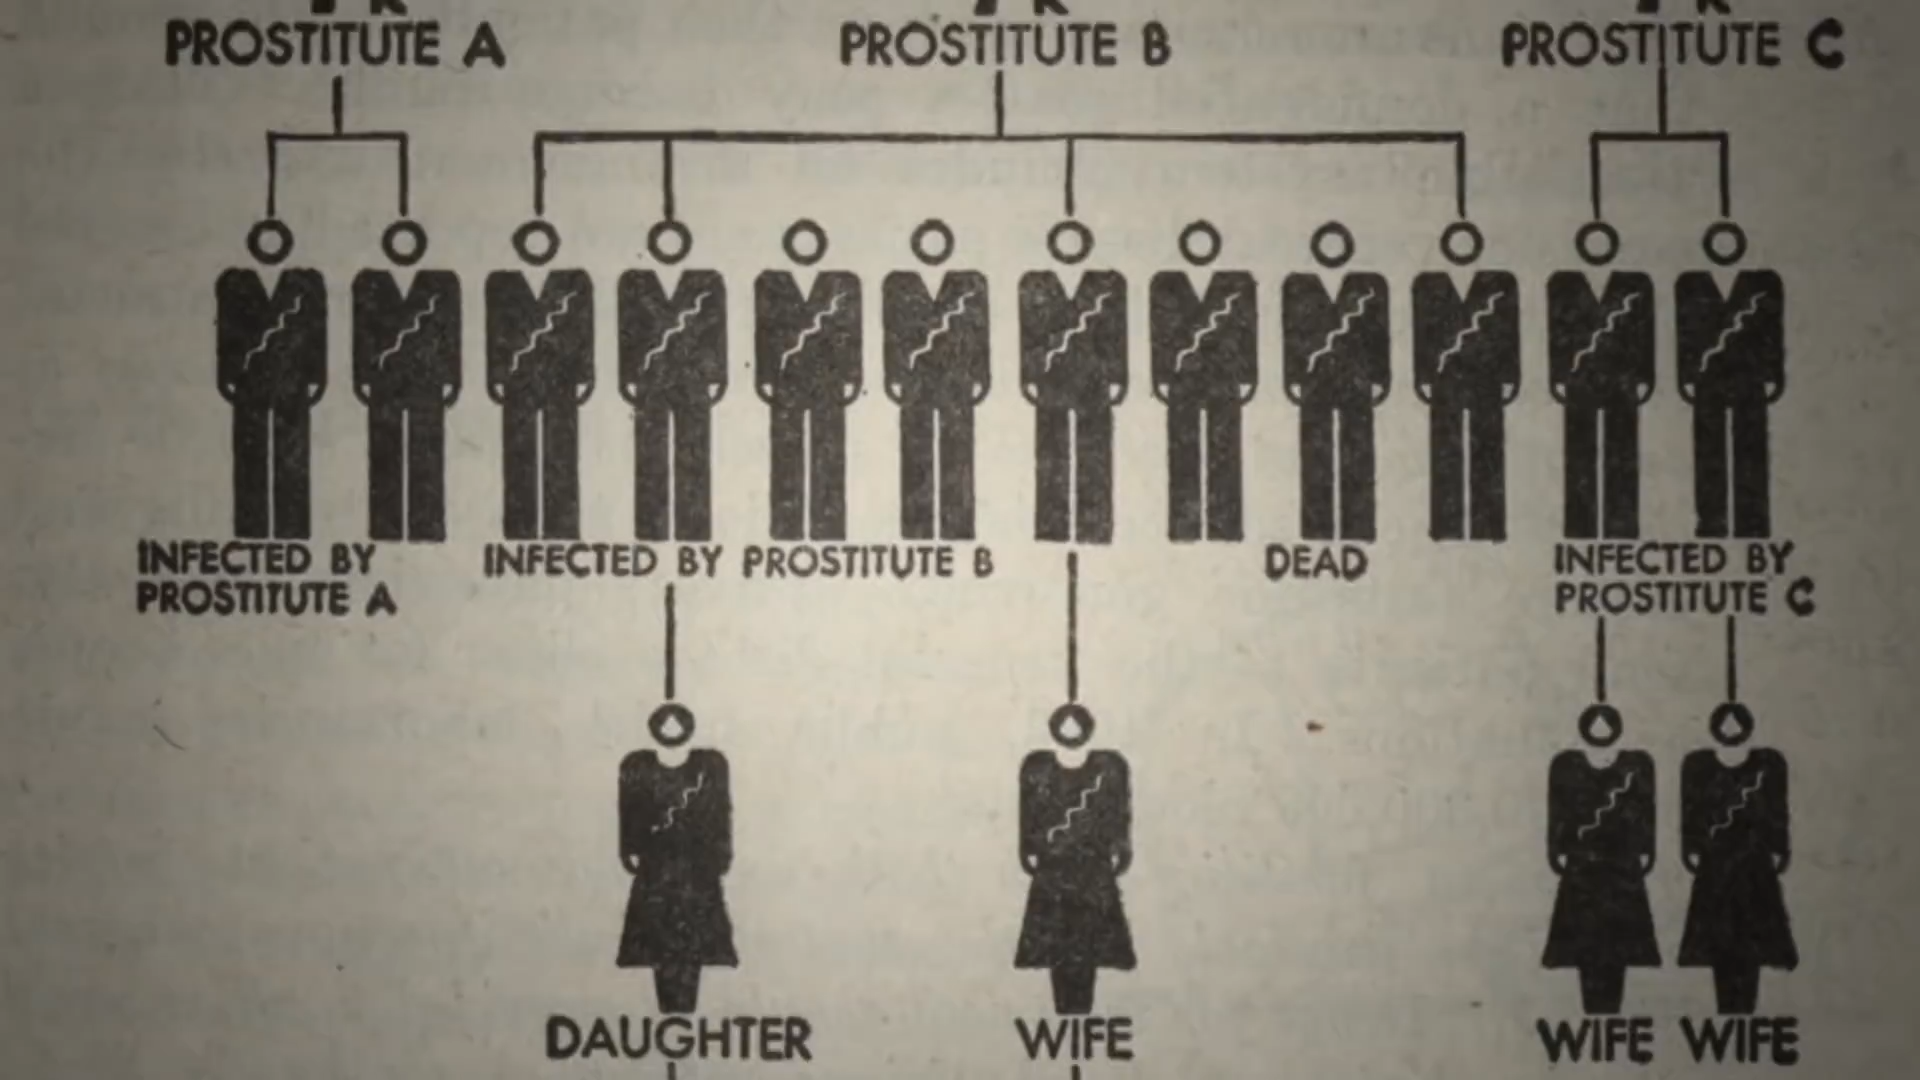 PROSTITUTE A PROSTITUTE B PROSTITUTE C
INFECTED BY
PROSTITUTE A
INFECTED BY PROSTITUTE B
DEAD
INFECTED BY
PROSTITUTE C
DAUGHTER WIFE WIFE WIFE